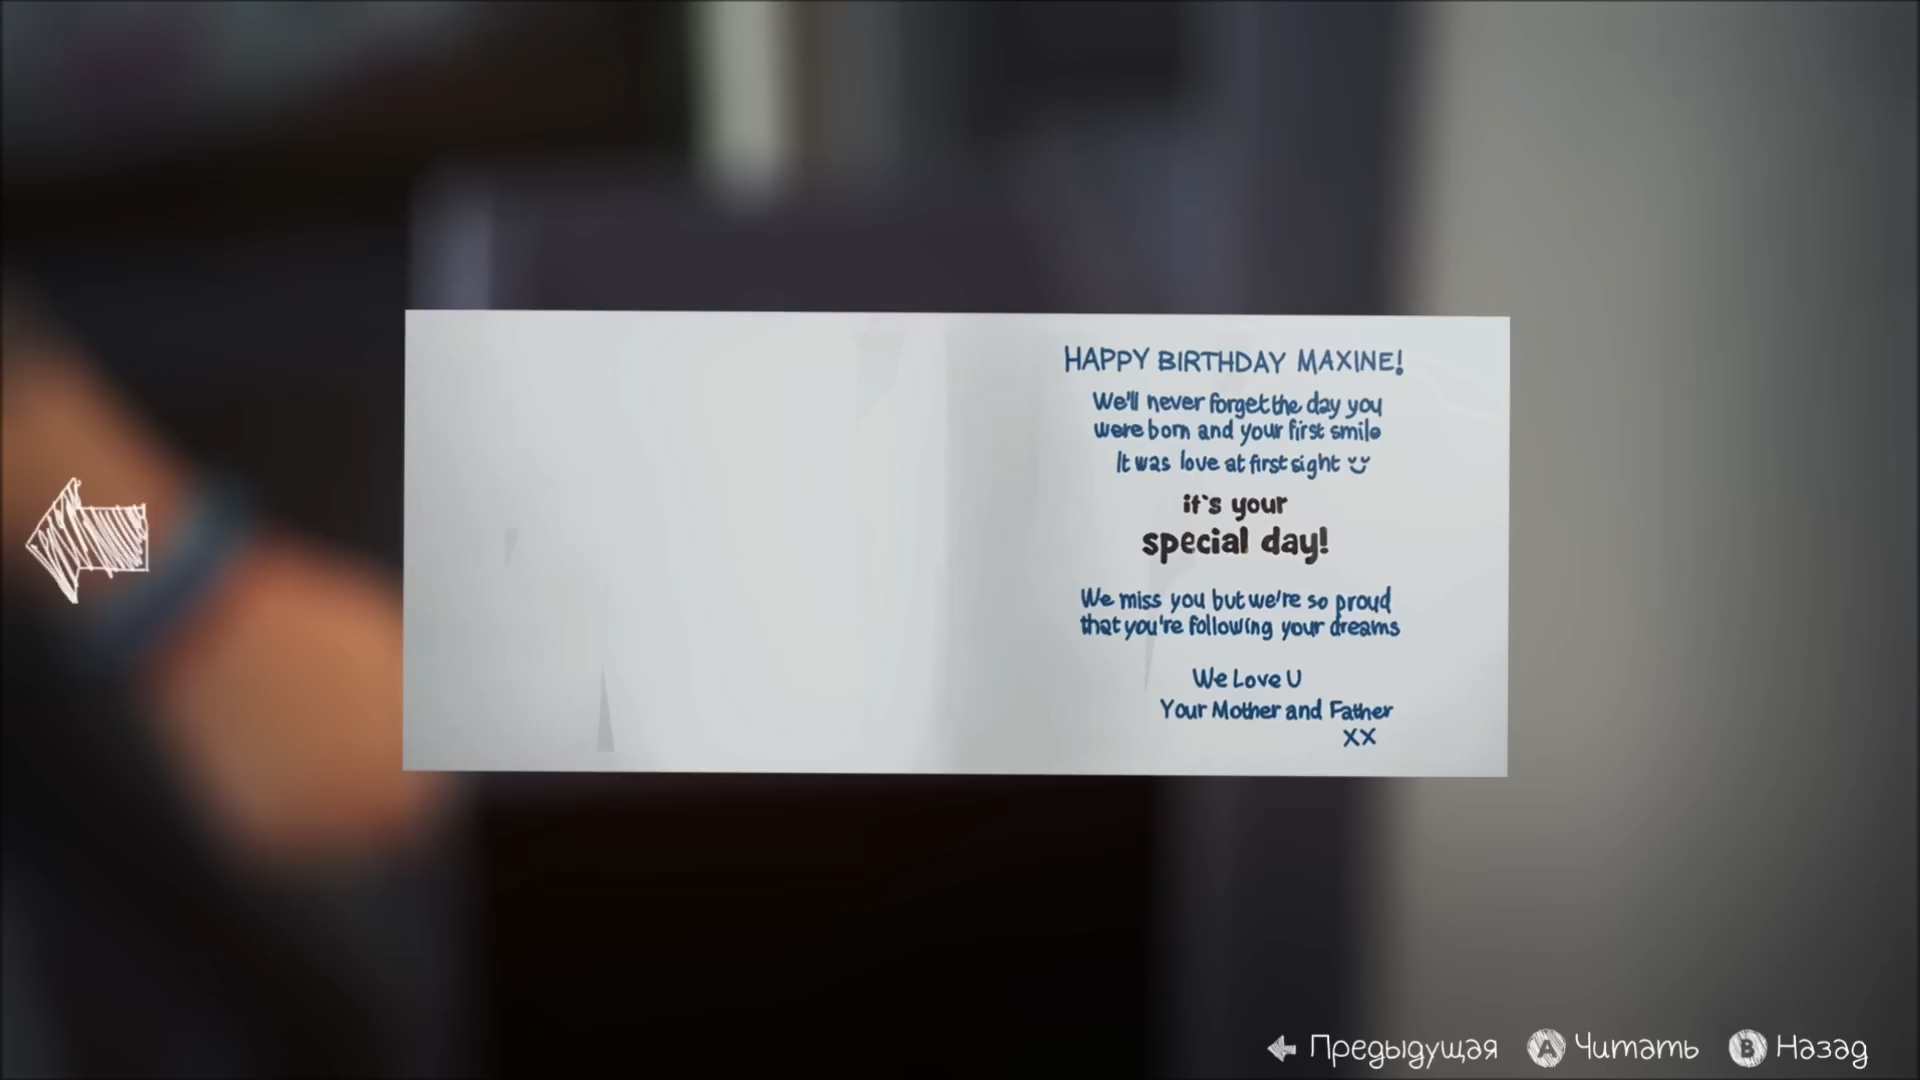 HAPPY BIRTHDAY MAXINE!
We'll never forget the day you
were born and your first smile
It was love at first sight
it's your
special day!
We miss you but we're so proud
that you're following your dreams
We Love U
Your Mother and Father
XX
Предыдущая A Читать B Назад